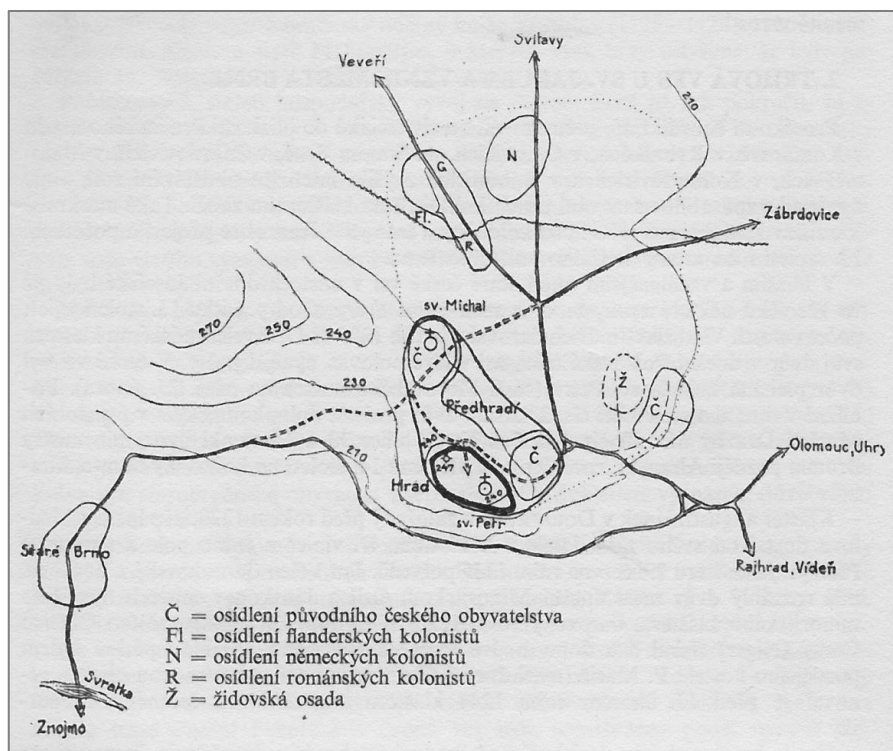 Svitavy
Veveří
210
G
N
Fl.
R
Zábrdovice
sv. Michal
270
250
240
230
Č
Ž
Č
Předhradí
Č
210
240
247
Hrad
sv. Petr
Olomouc, Uhry
Rajhrad, Vídeň
Staré Brno
Č = osídlení původního českého obyvatelstva
Fl = osídlení flanderských kolonistů
N = osídlení německých kolonistů
R = osídlení románských kolonistů
Ž = židovská osada
Svratka
Znojmo